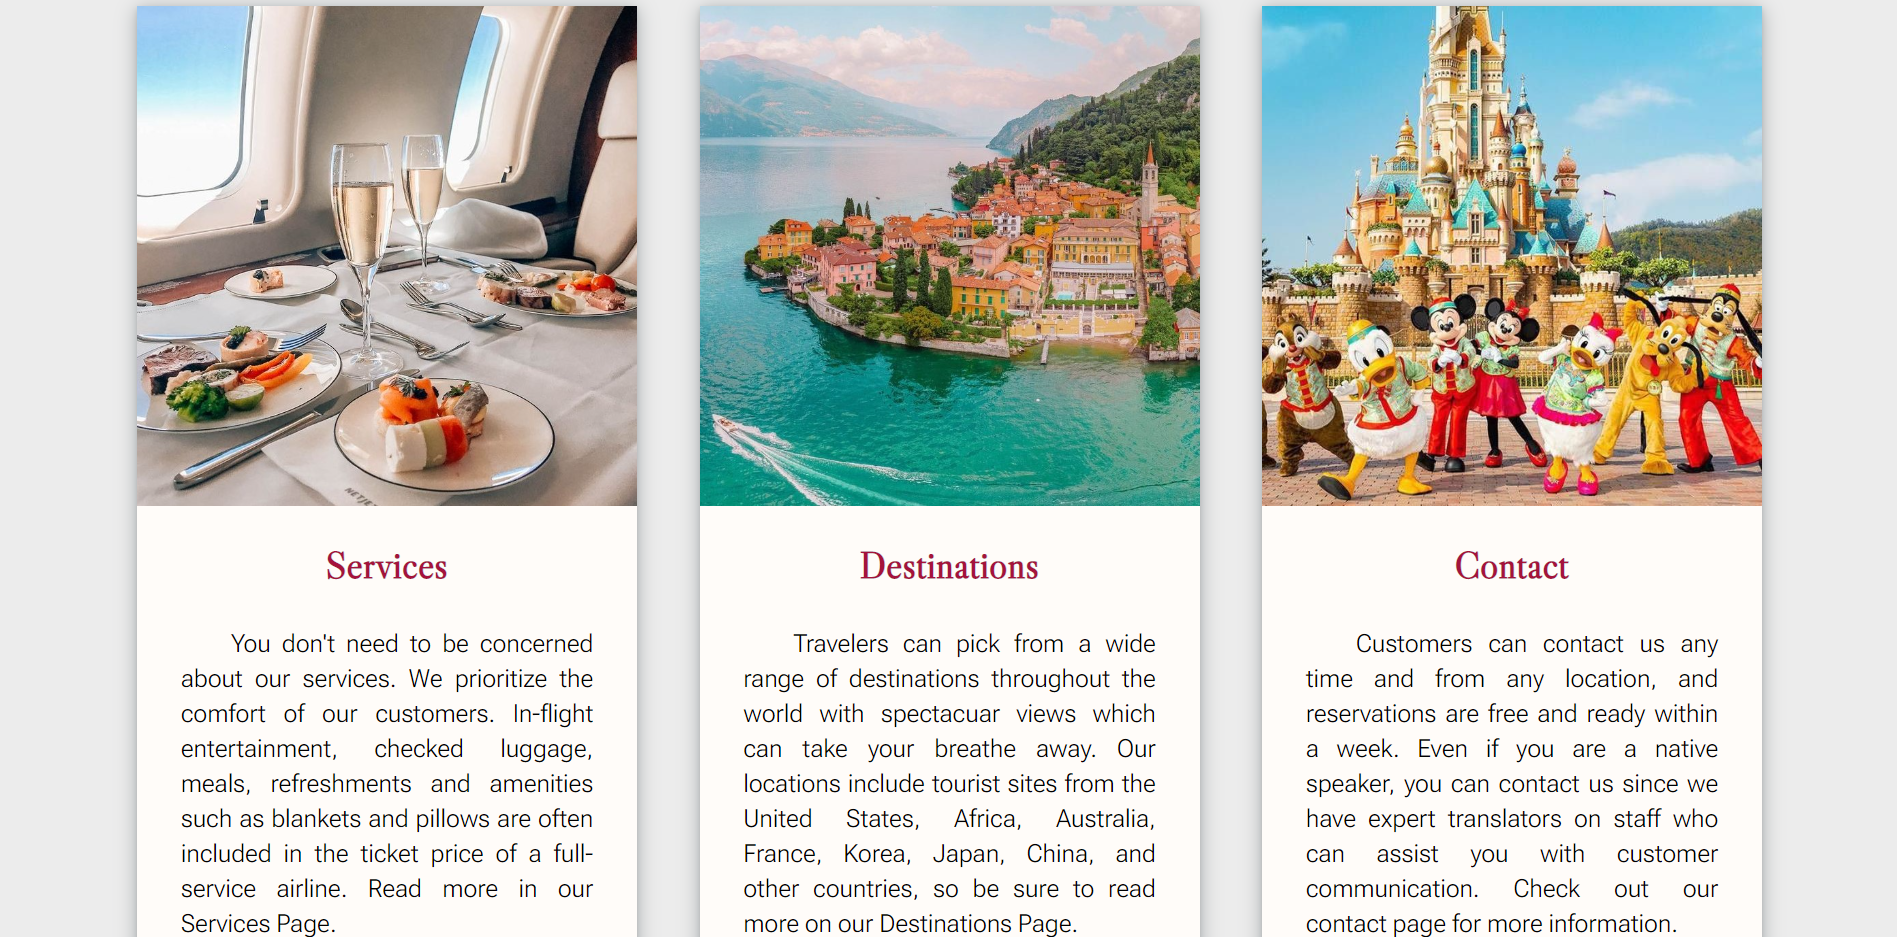 Services
You don't need to be concerned
about our services. We prioritize the
comfort of our customers. In-flight
entertainment, checked luggage,
meals, refreshments and amenities
such as blankets and pillows are often
included in the ticket price of a full-
service airline. Read more in our
Services Page.
Destinations
Travelers can pick from a wide
range of destinations throughout the
world with spectacuar views which
can take your breathe away. Our
locations include tourist sites from the
United States, Africa, Australia,
France, Korea, Japan, China, and
other countries, so be sure to read
more on our Destinations Page.
Contact
Customers can contact us any
time and from any location, and
reservations are free and ready within
a week. Even if you are a native
speaker, you can contact us since we
have expert translators on staff who
can assist you with customer
communication. Check out our
contact page for more information.